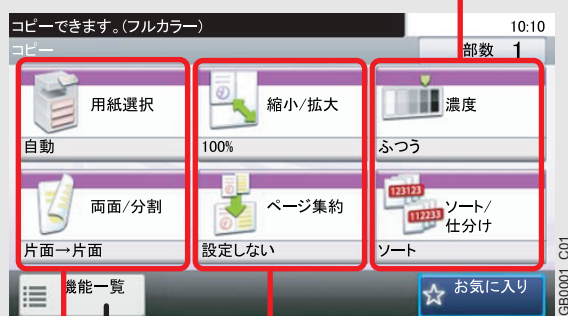 コピーできます。(フルカラー)
10:10
コピー
部数 1
用紙選択
自動
縮小/拡大
100%
濃度
ふつう
両面/分割
片面→片面
ページ集約
設定しない
123123
112233
ソート/
仕分け
ソート
機能一覧
お気に入り
GB0001_C01